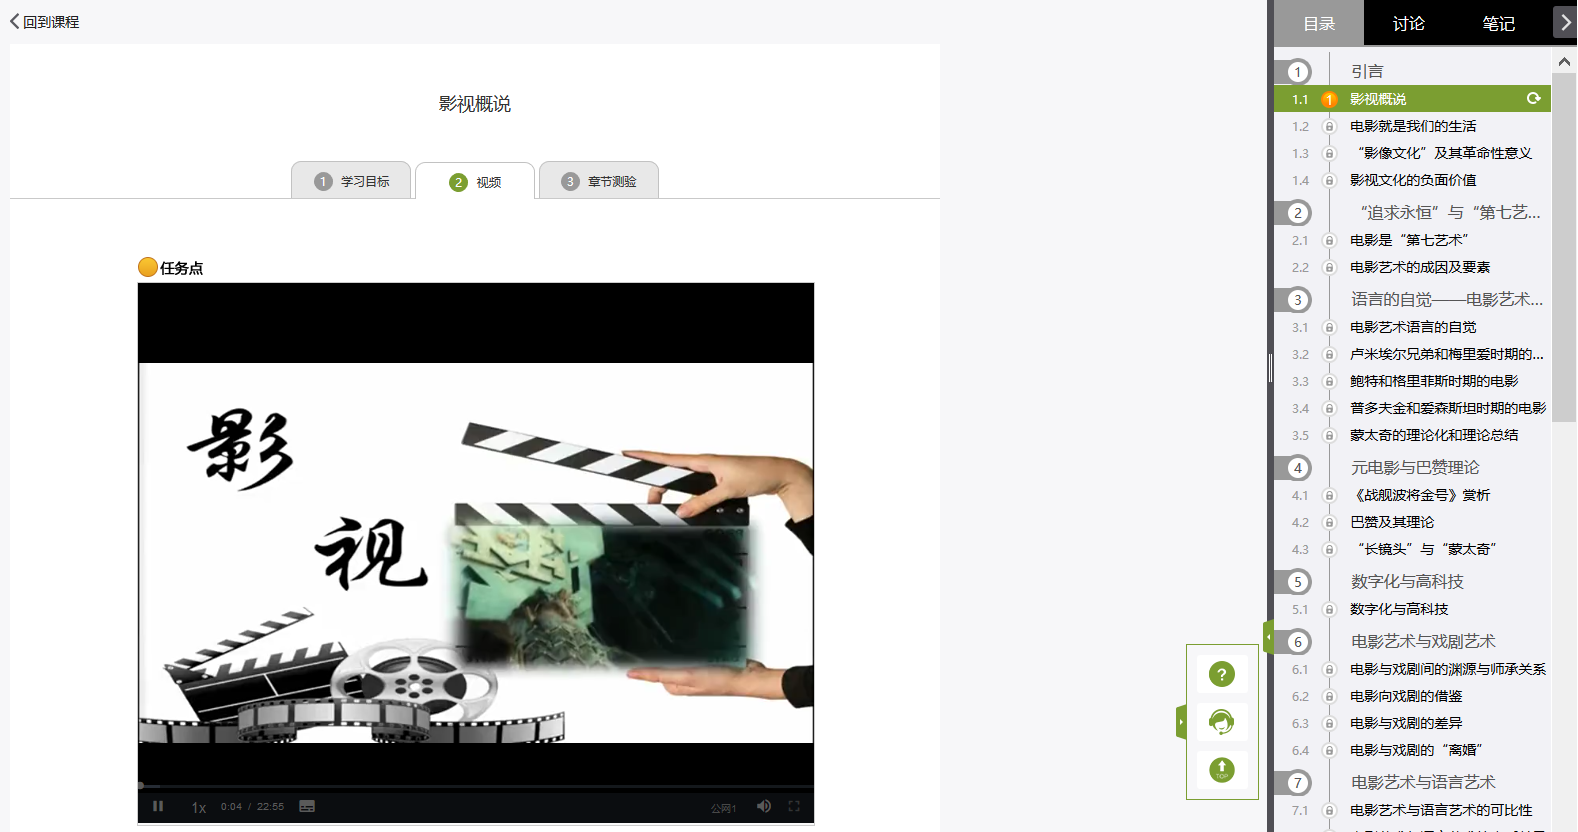 回到课程
影视概说
1 学习目标
2 视频
3 章节测验
任务点
影
视
1x 0:04 / 22:55
公网1
?
TOP
目录 讨论 笔记
1 引言
1.1 1 影视概说
1.2 电影就是我们的生活
1.3 “影像文化”及其革命性意义
1.4 影视文化的负面价值
2 “追求永恒”与“第七艺...
2.1 电影是“第七艺术”
2.2 电影艺术的成因及要素
3 语言的自觉——电影艺术...
3.1 电影艺术语言的自觉
3.2 卢米埃尔兄弟和梅里爱时期的...
3.3 鲍特和格里菲斯时期的电影
3.4 普多夫金和爱森斯坦时期的电影
3.5 蒙太奇的理论化和理论总结
4 元电影与巴赞理论
4.1 《战舰波将金号》赏析
4.2 巴赞及其理论
4.3 “长镜头”与“蒙太奇”
5 数字化与高科技
5.1 数字化与高科技
6 电影艺术与戏剧艺术
6.1 电影与戏剧间的渊源与师承关系
6.2 电影向戏剧的借鉴
6.3 电影与戏剧的差异
6.4 电影与戏剧的“离婚”
7 电影艺术与语言艺术
7.1 电影艺术与语言艺术的可比性